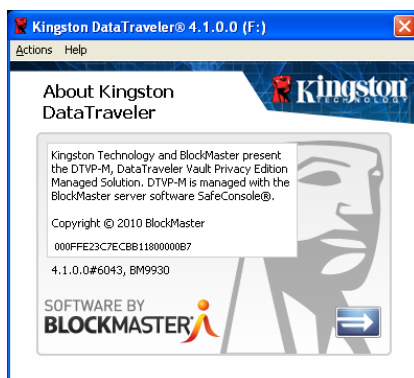 Kingston DataTraveler® 4.1.0.0 (F:)
Actions Help
About Kingston
DataTraveler
Kingston
TECHNOLOGY
Kingston Technology and BlockMaster present
the DTVP-M, DataTraveler Vault Privacy Edition
Managed Solution. DTVP-M is managed with the
BlockMaster server software SafeConsole®.
Copyright © 2010 BlockMaster
000FFE23C7ECBB11800000B7
4.1.0.0#6043, BM9930
SOFTWARE BY
BLOCKMASTER